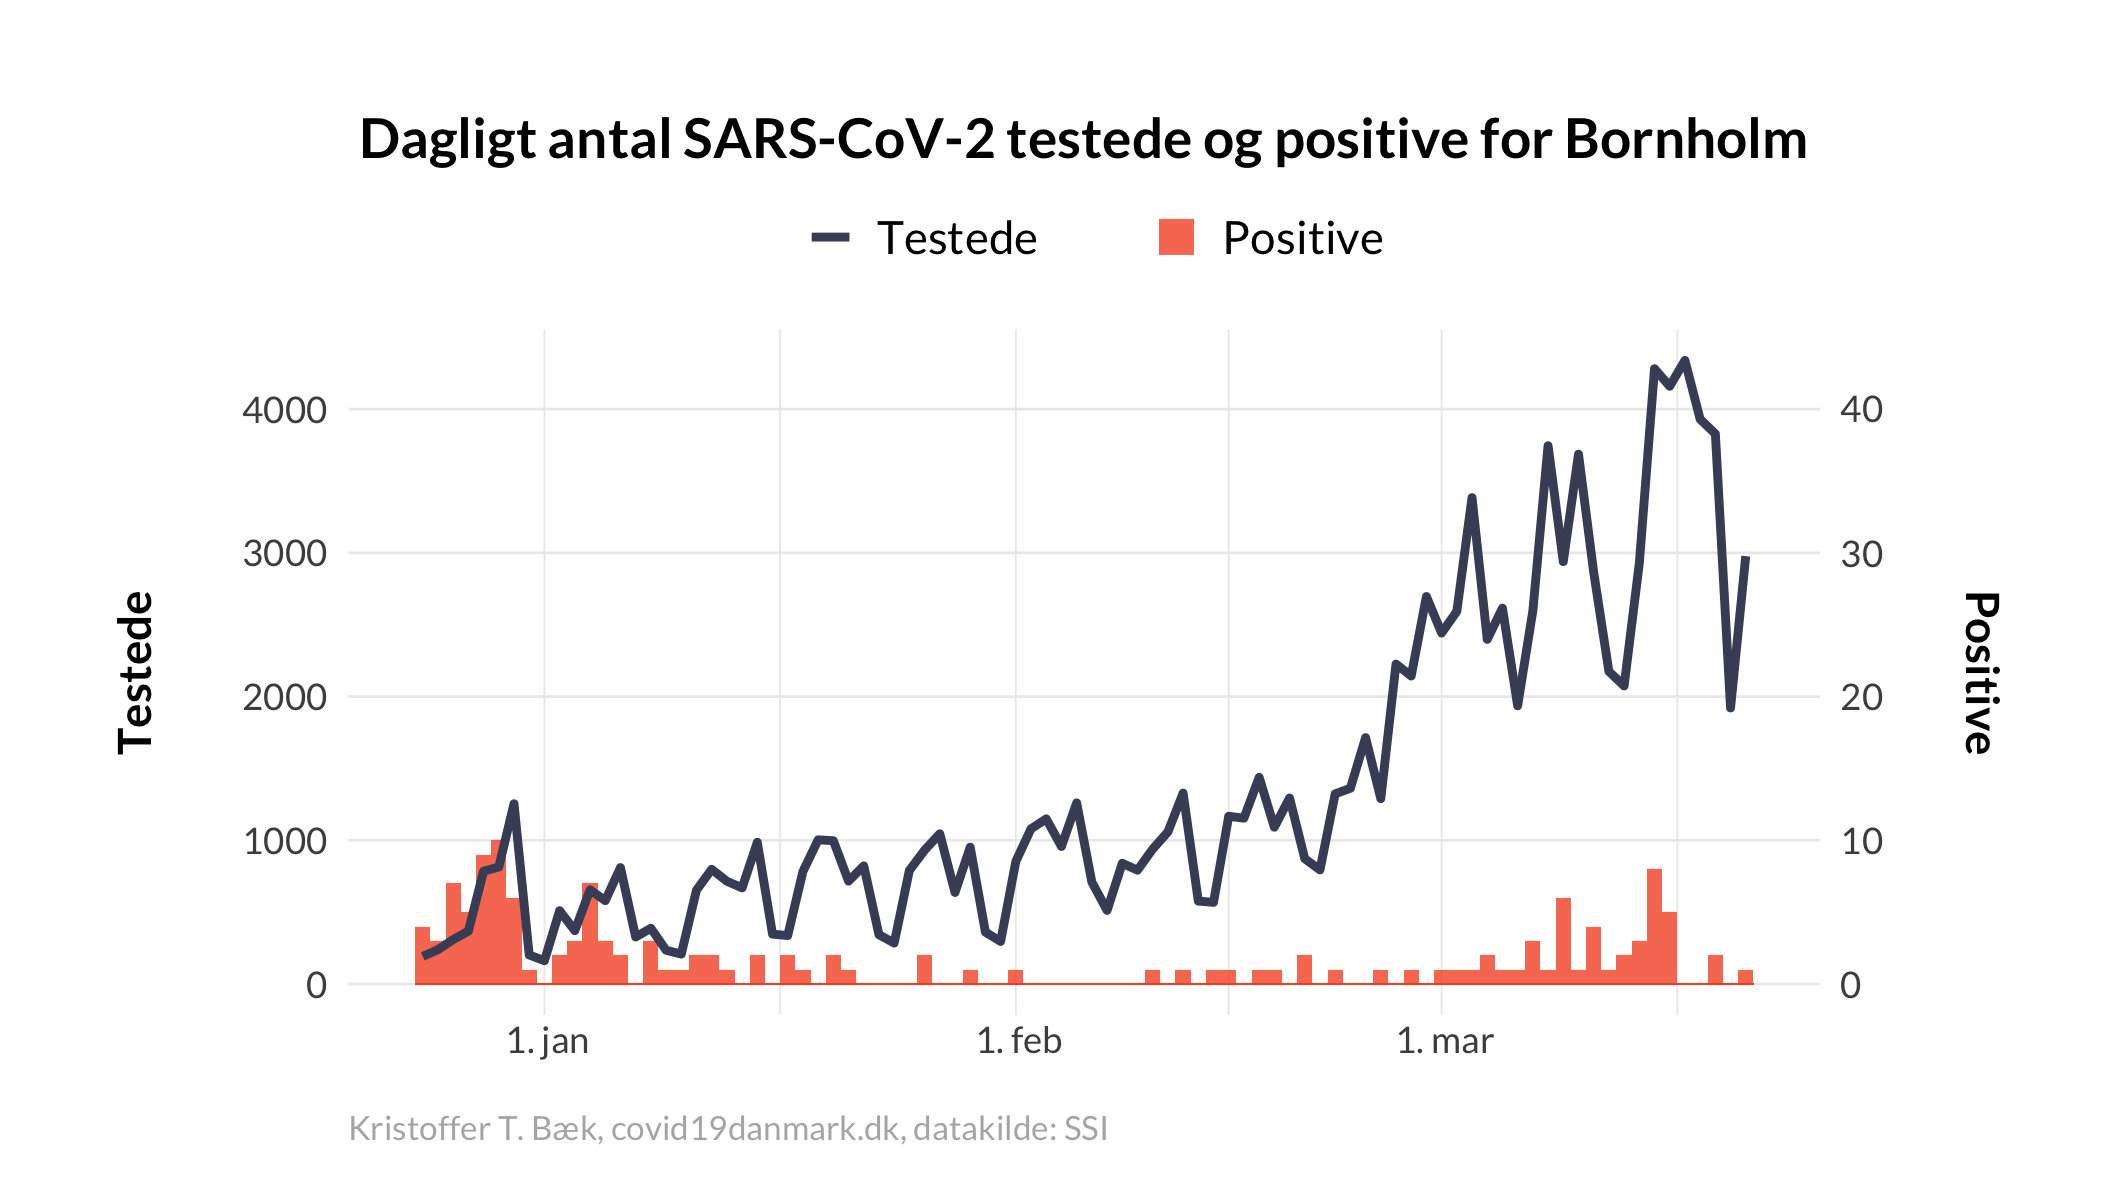 Dagligt antal SARS-CoV-2 testede og positive for Bornholm
Testede
Positive
4000
3000
2000
1000
0
Testede
40
30
20
10
0
Positive
1. jan
1. feb
1. mar
Kristoffer T. Bæk, covid19danmark.dk, datakilde: SSI